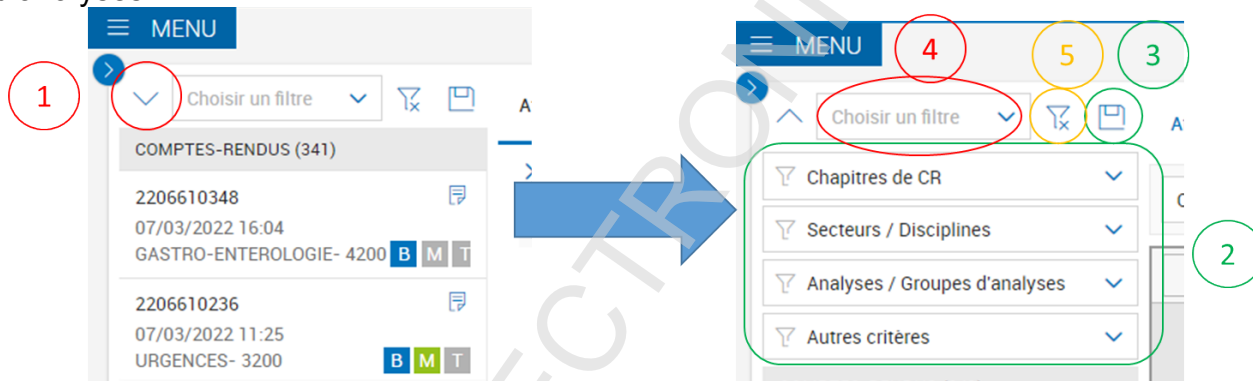 MENU
1
Choisir un filtre
A
COMPTES-RENDUS (341)
2206610348
07/03/2022 16:04
GASTRO-ENTEROLOGIE- 4200 B M T
2206610236
07/03/2022 11:25
URGENCES- 3200 B M T
MENU
4
5
3
Choisir un filtre
A
Chapitres de CR
Secteurs / Disciplines
2
Analyses / Groupes d'analyses
Autres critères
ECTRONI